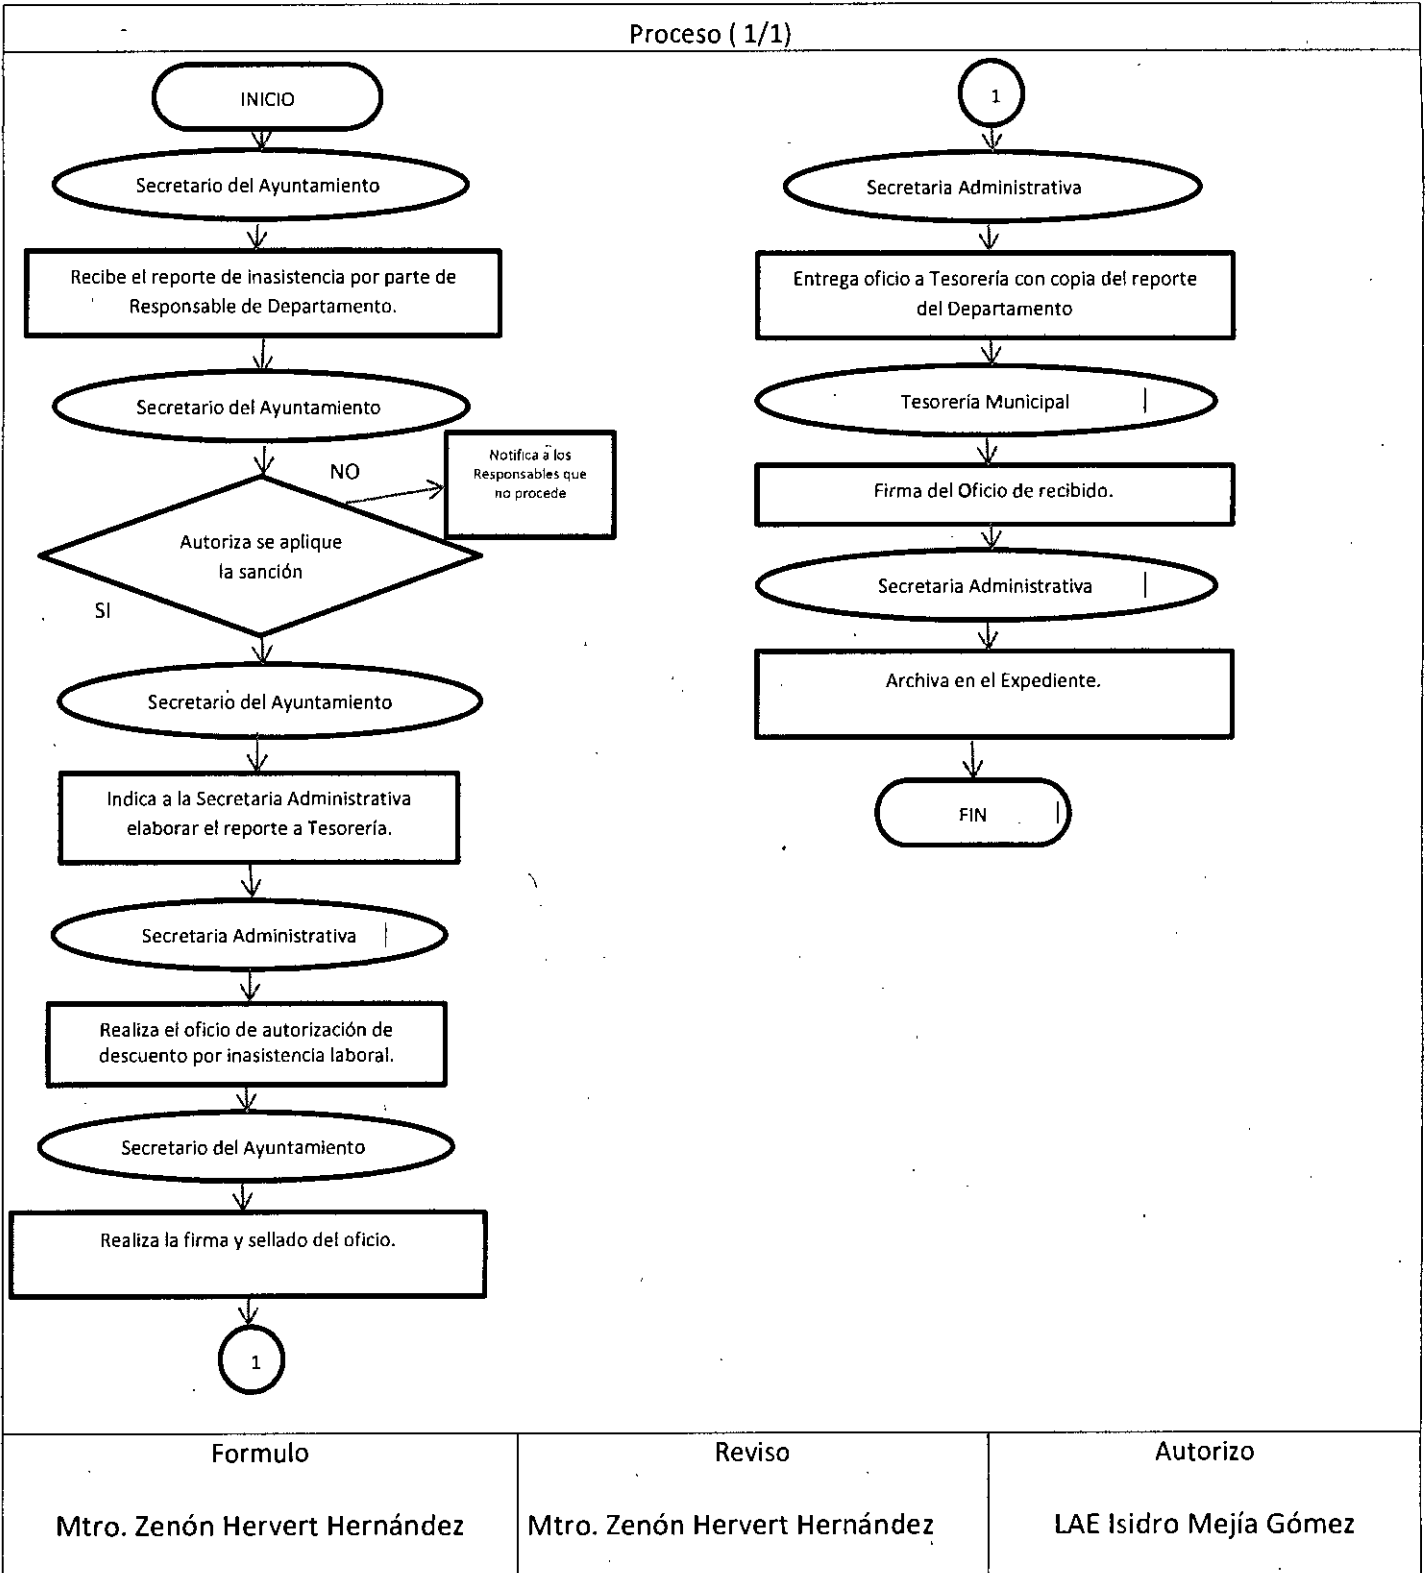 Proceso ( 1/1)
INICIO
Secretario del Ayuntamiento
Recibe el reporte de inasistencia por parte de
Responsable de Departamento.
Secretario del Ayuntamiento
NO
Notifica a los
Responsables que
no procede
Autoriza se aplique
la sanción
SI
Secretario del Ayuntamiento
Indica a la Secretaria Administrativa
elaborar el reporte a Tesorería.
Secretaria Administrativa
Realiza el oficio de autorización de
descuento por inasistencia laboral.
Secretario del Ayuntamiento
Realiza la firma y sellado del oficio.
1
1
Secretaria Administrativa
Entrega oficio a Tesorería con copia del reporte
del Departamento
Tesorería Municipal
Firma del Oficio de recibido.
Secretaria Administrativa
Archiva en el Expediente.
FIN
Formulo
Mtro. Zenón Hervert Hernández
Reviso
Mtro. Zenón Hervert Hernández
Autorizo
LAE Isidro Mejía Gómez